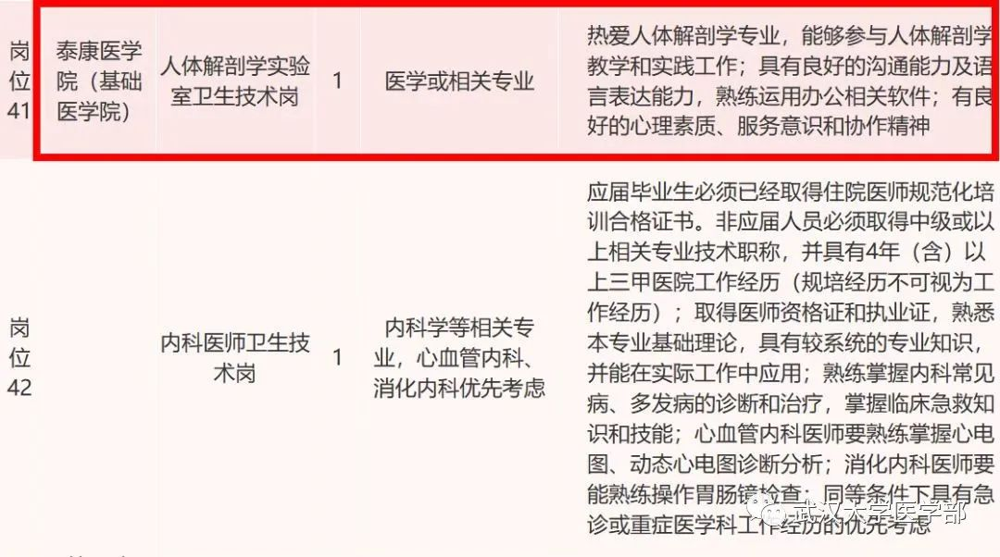 岗
位
41
泰康医学
院（基础
医学院）
人体解剖学实验
室卫生技术岗
1
医学或相关专业
热爱人体解剖学专业，能够参与人体解剖学
教学和实践工作；具有良好的沟通能力及语
言表达能力，熟练运用办公相关软件；有良
好的心理素质、服务意识和协作精神
岗
位
42
内科医师卫生技
术岗
1
内科学等相关专
业，心血管内科、
消化内科优先考虑
应届毕业生必须已经取得住院医师规范化培
训合格证书。非应届人员必须取得中级或以
上相关专业技术职称，并具有4年（含）以
上三甲医院工作经历（规培经历不可视为工
作经历）；取得医师资格证和执业证，熟悉
本专业基础理论，具有较系统的专业知识，
并能在实际工作中应用；熟练掌握内科常见
病、多发病的诊断和治疗，掌握临床急救知
识和技能；心血管内科医师要熟练掌握心电
图、动态心电图诊断分析；消化内科医师要
能熟练操作胃肠镜检查；同等条件下具有急
诊或重症医学科工作经历的优先考虑
武汉大学医学部